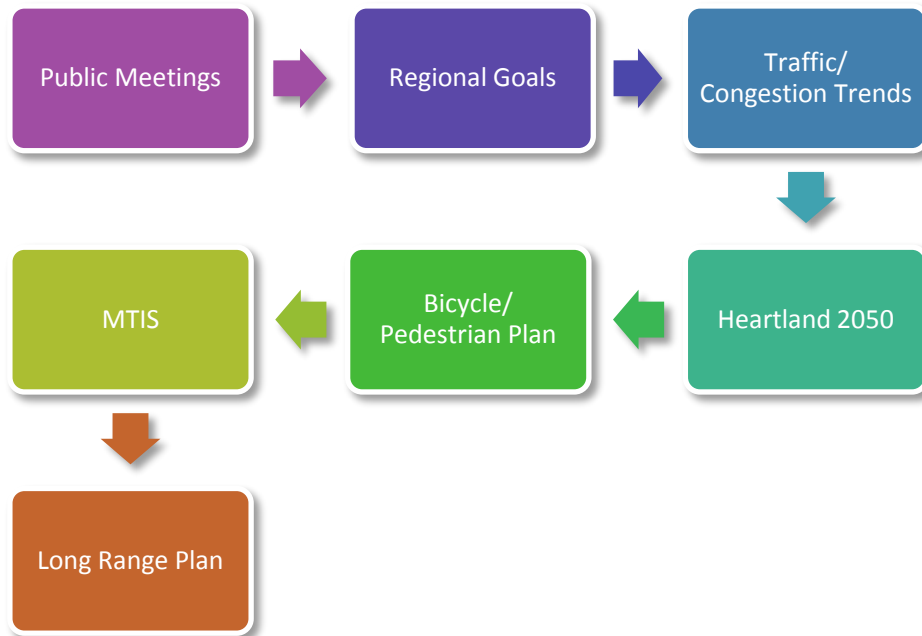 Public Meetings
Regional Goals
Traffic/
Congestion Trends
Heartland 2050
Bicycle/
Pedestrian Plan
MTIS
Long Range Plan